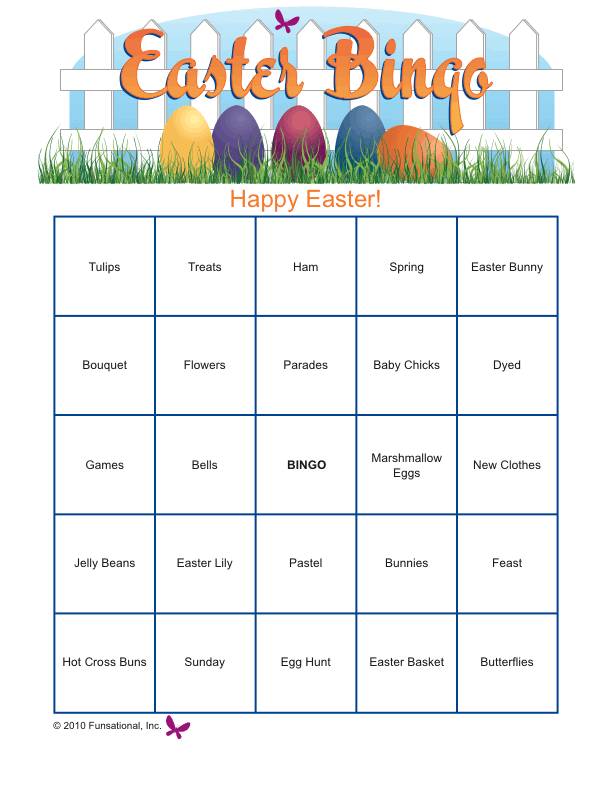 Easter Bingo
Happy Easter!
Tulips
Treats
Ham
Spring
Easter Bunny
Bouquet
Flowers
Parades
Baby Chicks
Dyed
Games
Bells
BINGO
Marshmallow
Eggs
New Clothes
Jelly Beans
Easter Lily
Pastel
Bunnies
Feast
Hot Cross Buns
Sunday
Egg Hunt
Easter Basket
Butterflies
© 2010 Funsational, Inc.